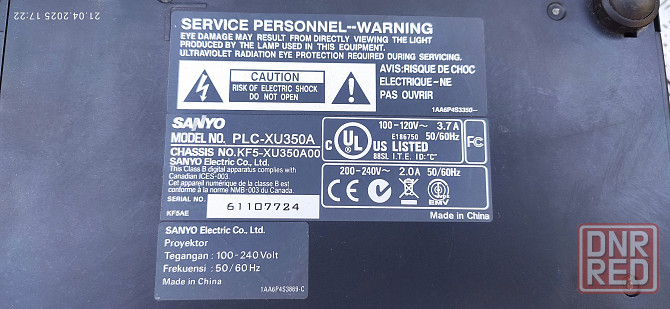 21.04.2025 17:22
SERVICE PERSONNEL--WARNING
EYE DAMAGE MAY RESULT FROM DIRECTLY VIEWING THE LIGHT
PRODUCED BY THE LAMP USED IN THIS EQUIPMENT.
ULTRAVIOLET RADIATION EYE PROTECTION REQUIRED DURING SERVICING.
CAUTION
RISK OF ELECTRIC SHOCK
DO NOT OPEN
AVIS:RISQUE DE CHOC
ELECTRIQUE-NE
PAS OUVRIR
1AA6P4S3350--
SANYO
MODEL NO. PLC-XU350A
CHASSIS NO. KF5-XU350A00
SANYO Electric Co., Ltd.
This Class B digital apparatus complies with
Canadian ICES-003.
Cet appareil numérique de la classe B est
conforme à la norme NMB-003 du Canada.
SERIAL NO.
61107724
KF5AE
100-120V~ 3.7A
50/60Hz
C UL US LISTED
E186750
88SL I.T.E. ID:"C"
FC
200-240V~ 2.0A 50/60Hz
CE
EMV
Made in China
SANYO Electric Co., Ltd.
Proyektor
Tegangan : 100-240Volt
Frekuensi : 50/60Hz
Made in China
1AA6P4S3869-C
DNR
RED